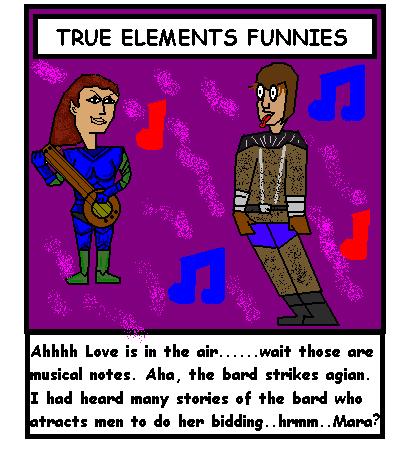 TRUE ELEMENTS FUNNIES
Ahhhh Love is in the air......wait those are
musical notes. Aha, the bard strikes agian.
I had heard many stories of the bard who
atracts men to do her bidding..hrmm..Mara?